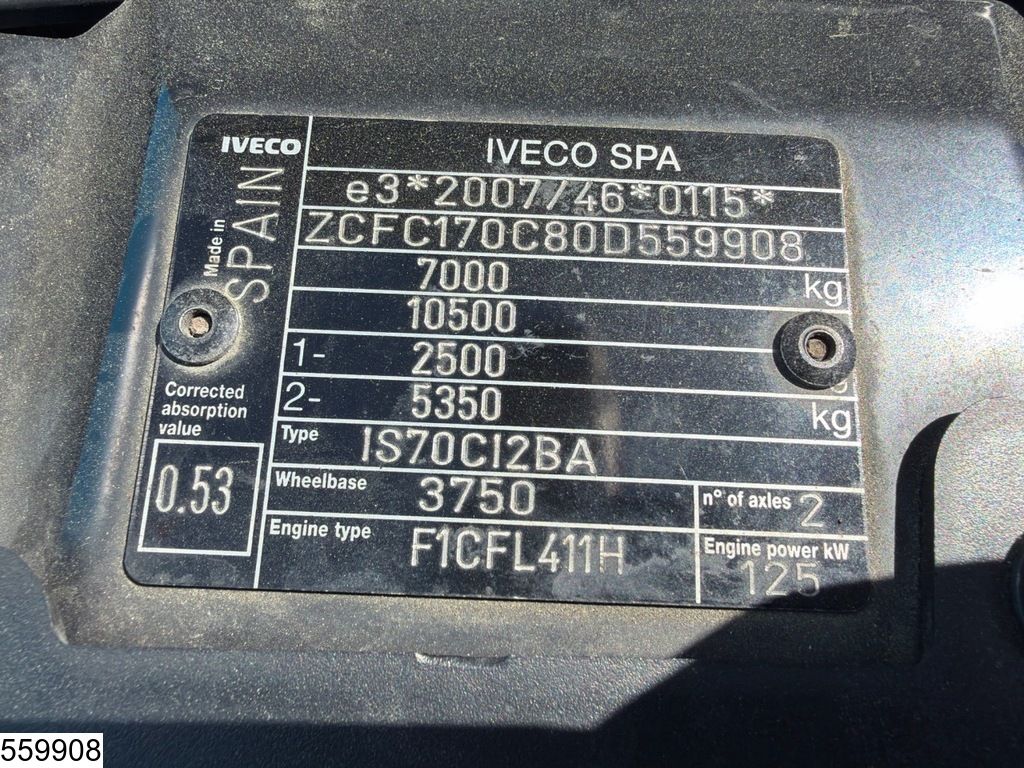 IVECO
IVECO SPA
Made in
SPAIN
e3*2007/46*0115*
ZCFC170C80D559908
7000 kg
10500
1- 2500
2- 5350 kg
Corrected
absorption
value
0.53
Type IS70CI2BA
Wheelbase 3750
n° of axles 2
Engine type F1CFL411H
Engine power kW
125
559908